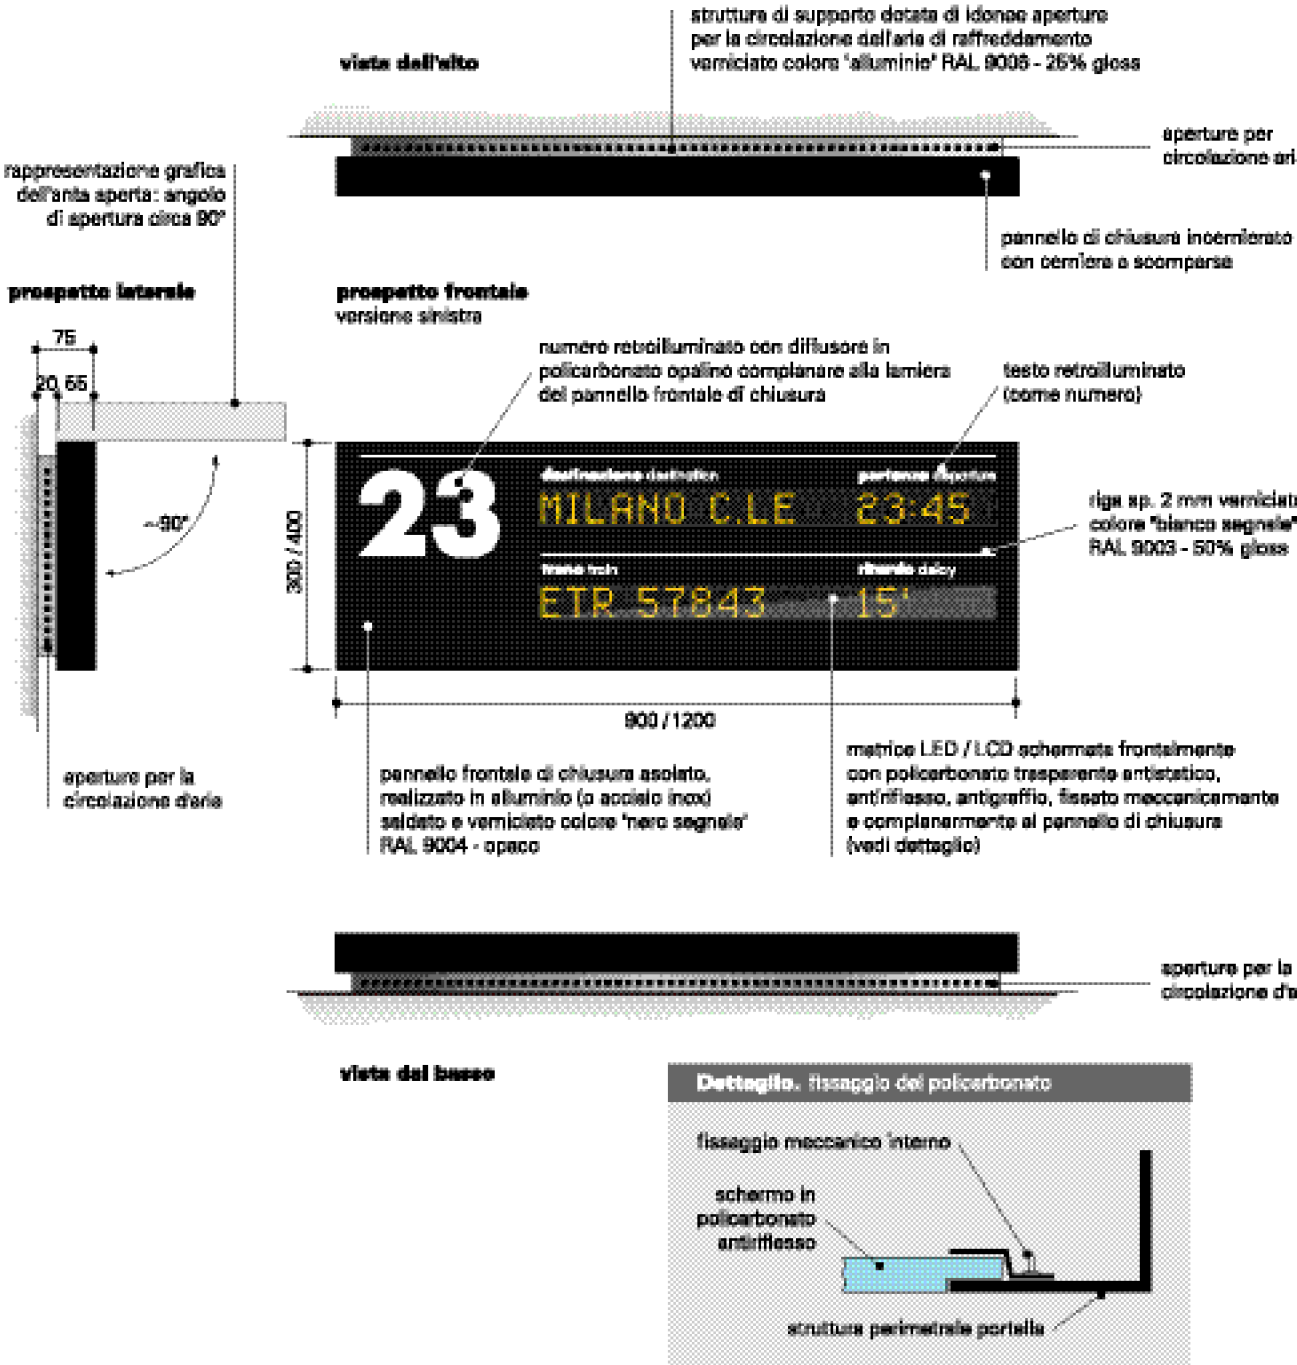 struttura di supporto dotata di idonee aperture
per la circolazione dell'aria di raffreddamento
verniciato colore "alluminio" RAL 9006 - 25% gloss
vista dall'alto
aperture per
circolazione ari
rappresentazione grafica
dell'anta aperta: angolo
di apertura circa 90°
pannello di chiusura incernierato
con cerniera a scomparsa
prospetto laterale
prospetto frontale
versione sinistra
75
20 55
numero retroilluminato con diffusore in
policarbonato opalino complanare alla lamiera
del pannello frontale di chiusura
testo retroilluminato
(come numero)
23
destinazione destination
partenza departure
MILANO C.LE 23:45
riga sp. 2 mm verniciat
colore "bianco segnale"
RAL 9003 - 50% gloss
~90°
300 / 400
treno train
ritardo delay
ETR 57843 15'
900 / 1200
aperture per la
circolazione d'aria
pannello frontale di chiusura asolato,
realizzato in alluminio (o acciaio inox)
saldato e verniciato colore "nero segnale"
RAL 9004 - opaco
matrice LED / LCD schermata frontalmente
con policarbonato trasparente antistatico,
antiriflesso, antigraffio, fissato meccanicamente
e complanarmente al pannello di chiusura
(vedi dettaglio)
aperture per la
circolazione d'a
vista dal basso
Dettaglio. fissaggio del policarbonato
fissaggio meccanico interno
schermo in
policarbonato
antiriflesso
struttura perimetrale portella